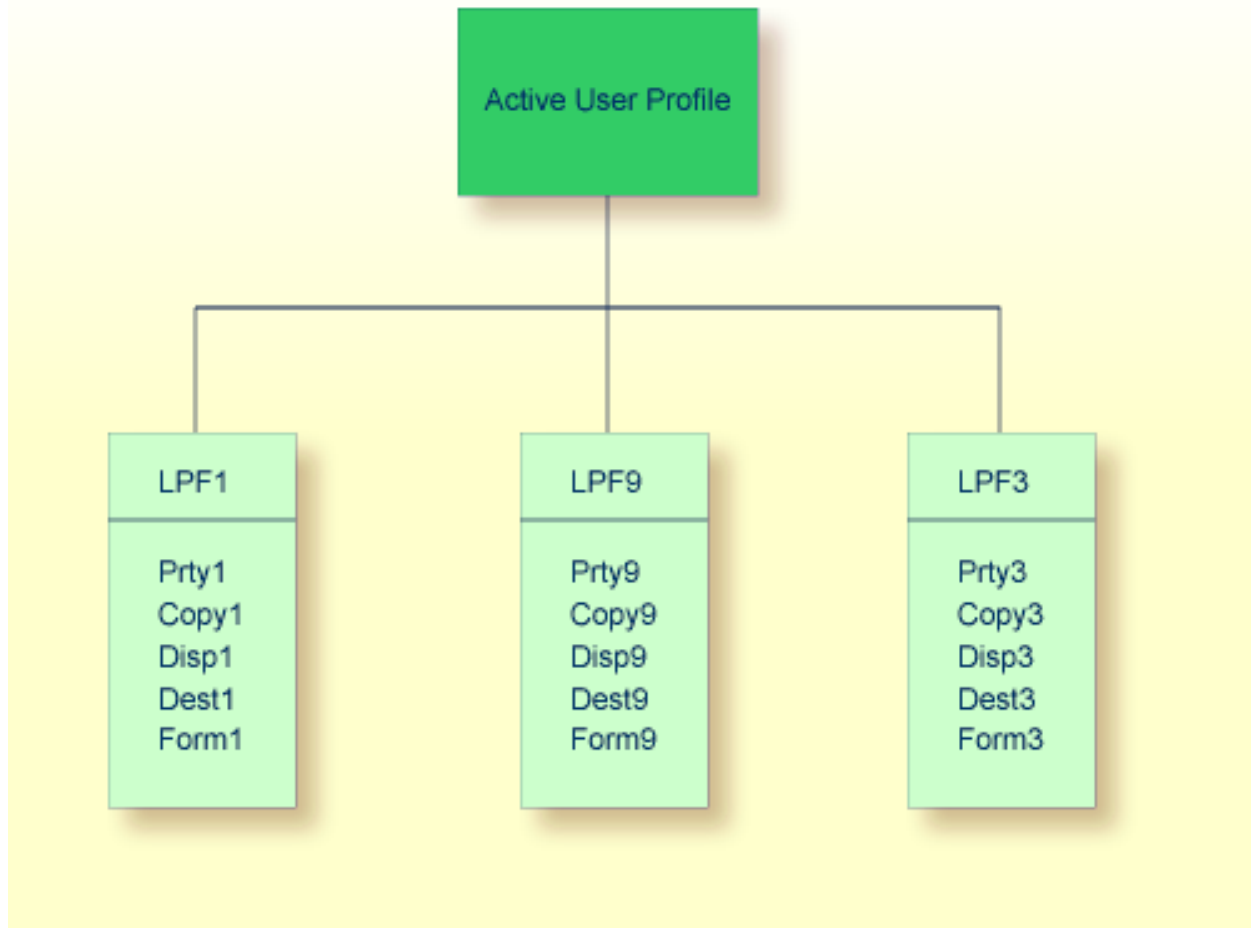 Active User Profile
LPF1
Prty1
Copy1
Disp1
Dest1
Form1
LPF9
Prty9
Copy9
Disp9
Dest9
Form9
LPF3
Prty3
Copy3
Disp3
Dest3
Form3